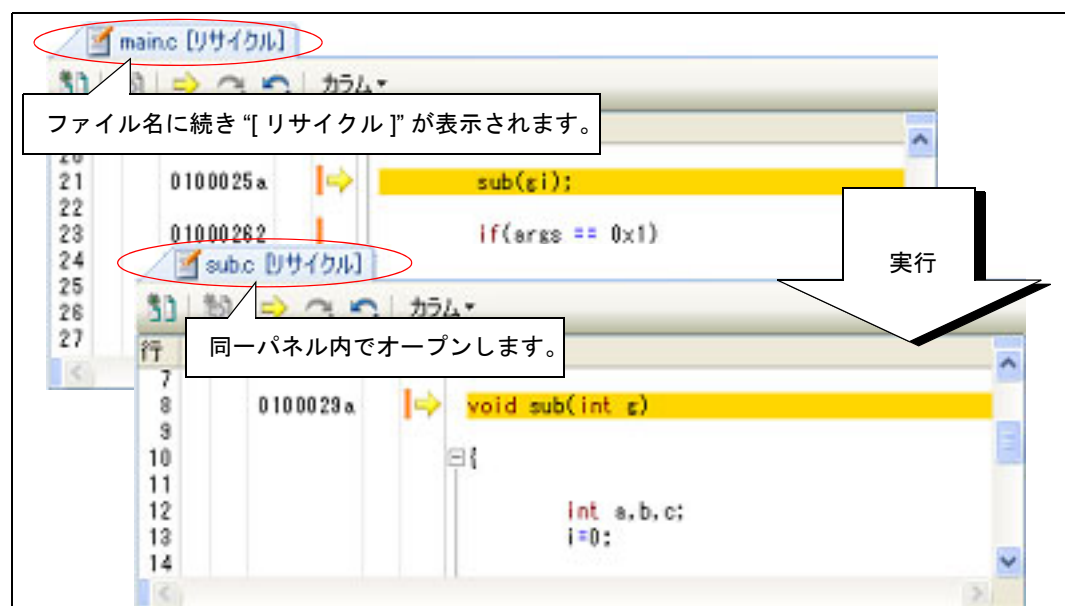 main.c [リサイクル]
カラム
ファイル名に続き “[ リサイクル ]” が表示されます。
20
21 0100025a sub(gi);
22
23 01000262 if(args == 0x1)
24
25
26
27
実行
sub.c [リサイクル]
カラム
同一パネル内でオープンします。
行
7
8 0100029a void sub(int g)
9
10 {
11
12 int a,b,c;
13 i=0;
14